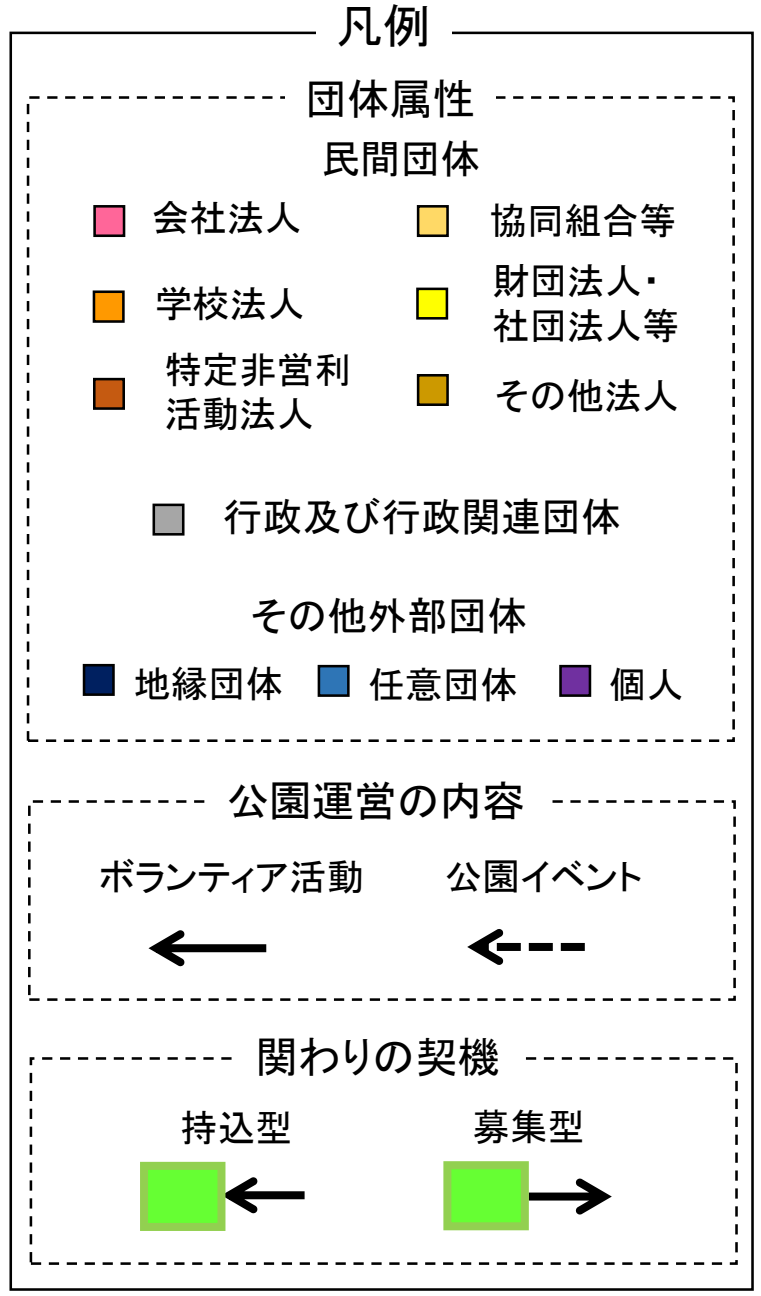 凡例
団体属性
民間団体
会社法人
協同組合等
学校法人
財団法人・
社団法人等
特定非営利
活動法人
その他法人
行政及び行政関連団体
その他外部団体
地縁団体 任意団体 個人
公園運営の内容
ボランティア活動 公園イベント
関わりの契機
持込型 募集型